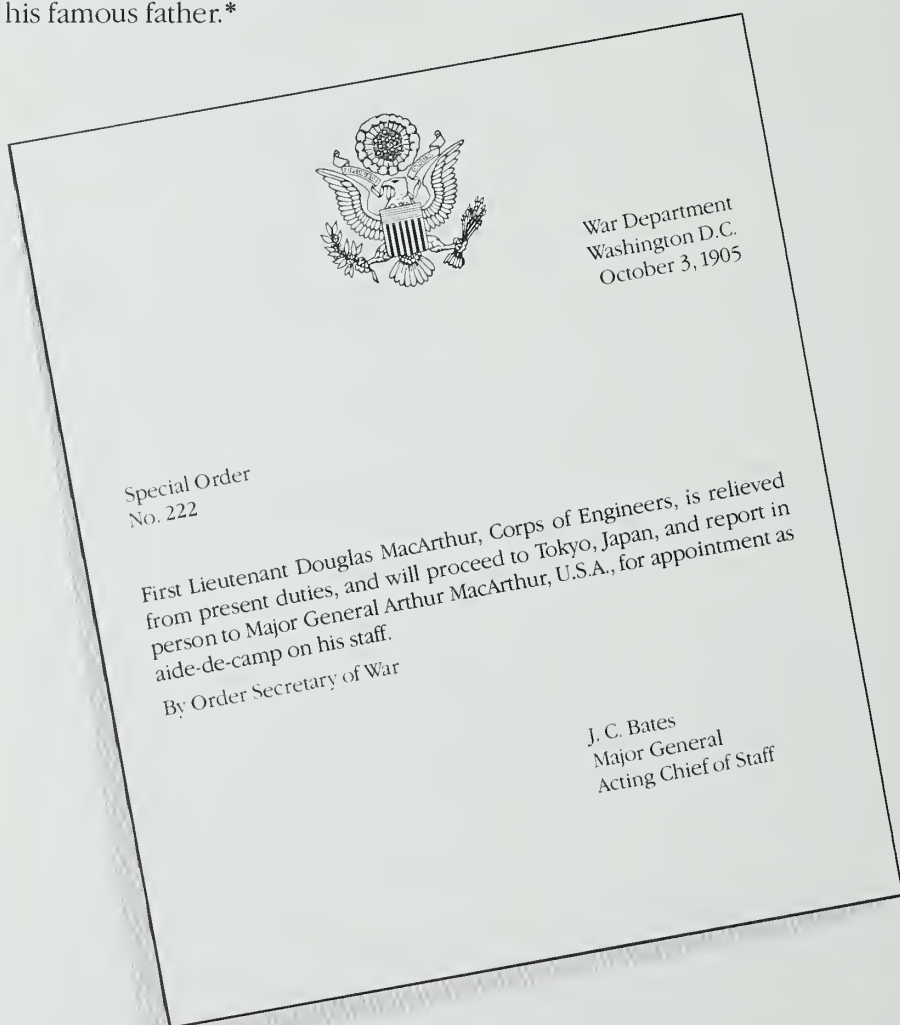 his famous father.*
War Department
Washington D.C.
October 3, 1905
Special Order
No. 222
First Lieutenant Douglas MacArthur, Corps of Engineers, is relieved
from present duties, and will proceed to Tokyo, Japan, and report in
person to Major General Arthur MacArthur, U.S.A., for appointment as
aide-de-camp on his staff.
By Order Secretary of War
J. C. Bates
Major General
Acting Chief of Staff